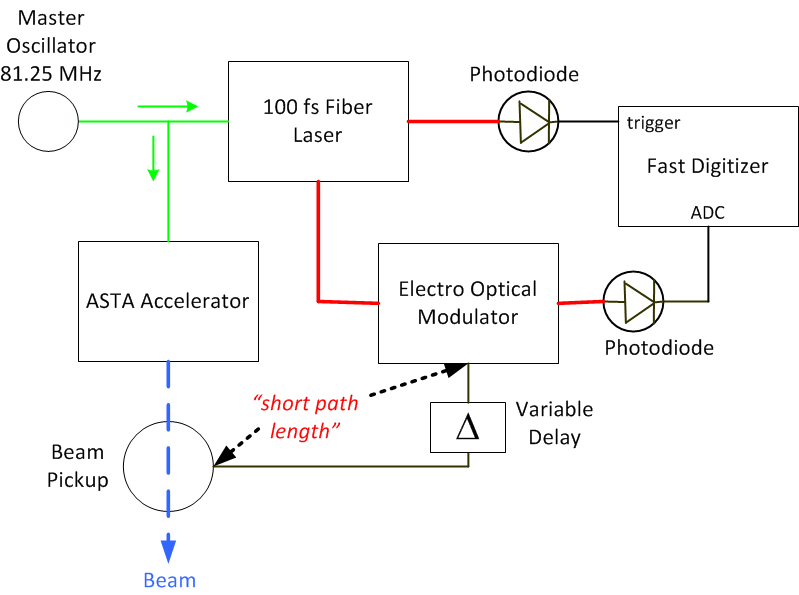 Master
Oscillator
81.25 MHz
100 fs Fiber
Laser
Photodiode
trigger
Fast Digitizer
ADC
ASTA Accelerator
Electro Optical
Modulator
Photodiode
“short path
length”
Δ
Variable
Delay
Beam
Pickup
Beam